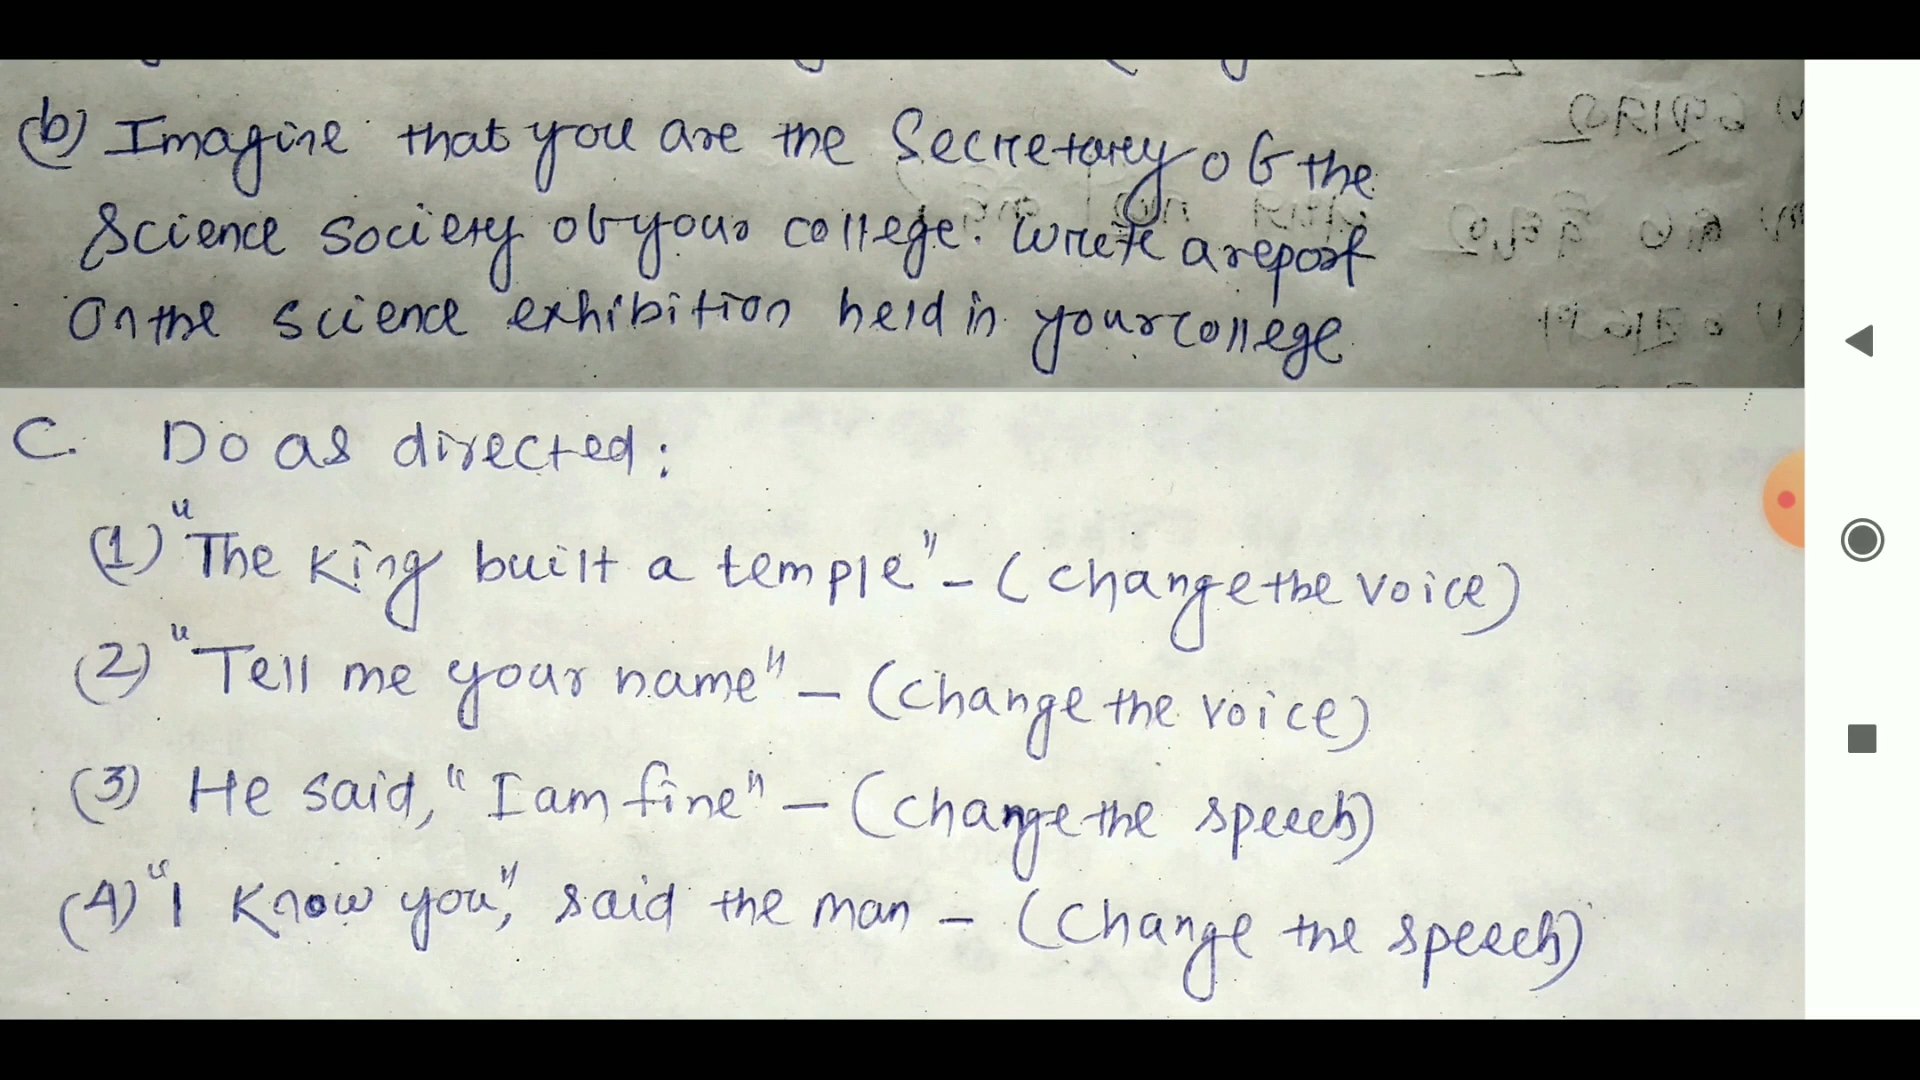 (b) Imagine that you are the Secretary of the
Science society of your college. Write a report
On the science exhibition held in your college
C. Do as directed:
(1) "The King built a temple" - (change the voice)
(2) "Tell me your name" - (change the voice)
(3) He said, "I am fine" - (change the speech)
(4) "I know you", said the man - (change the speech)